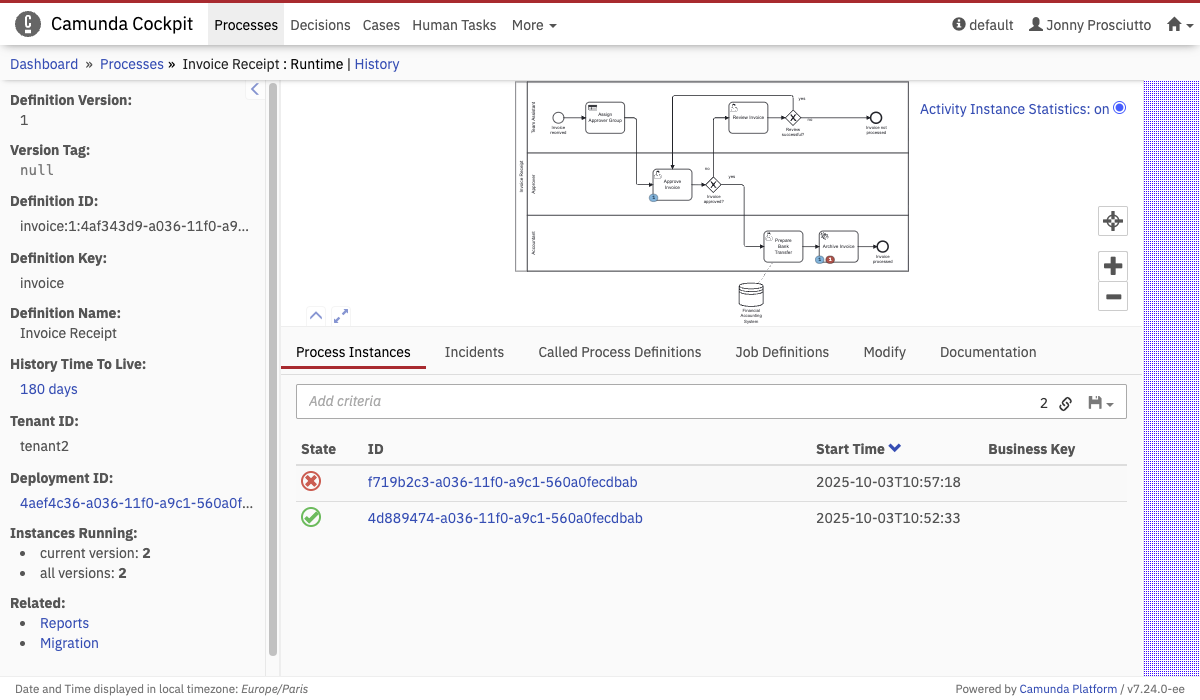 Camunda Cockpit Processes Decisions Cases Human Tasks More default Jonny Prosciutto
Dashboard » Processes » Invoice Receipt : Runtime | History
Definition Version:
1
Version Tag:
null
Definition ID:
invoice:1:4af343d9-a036-11f0-a9...
Definition Key:
invoice
Definition Name:
Invoice Receipt
History Time To Live:
180 days
Tenant ID:
tenant2
Deployment ID:
4aef4c36-a036-11f0-a9c1-560a0f...
Instances Running:
current version: 2
all versions: 2
Related:
Reports
Migration
Invoice Receipt
Team Assistant
Invoice
received
Assign
Approver Group
Review Invoice
yes
Review
successful?
no
Invoice not
processed
Approver
Approve
Invoice
1
no
Invoice
approved?
yes
Accountant
Prepare
Bank
Transfer
Archive Invoice
1 1
Invoice
processed
Financial
Accounting
System
Activity Instance Statistics: on
Process Instances Incidents Called Process Definitions Job Definitions Modify Documentation
Add criteria 2
State ID Start Time Business Key
f719b2c3-a036-11f0-a9c1-560a0fecdbab 2025-10-03T10:57:18
4d889474-a036-11f0-a9c1-560a0fecdbab 2025-10-03T10:52:33
Date and Time displayed in local timezone: Europe/Paris Powered by Camunda Platform / v7.24.0-ee